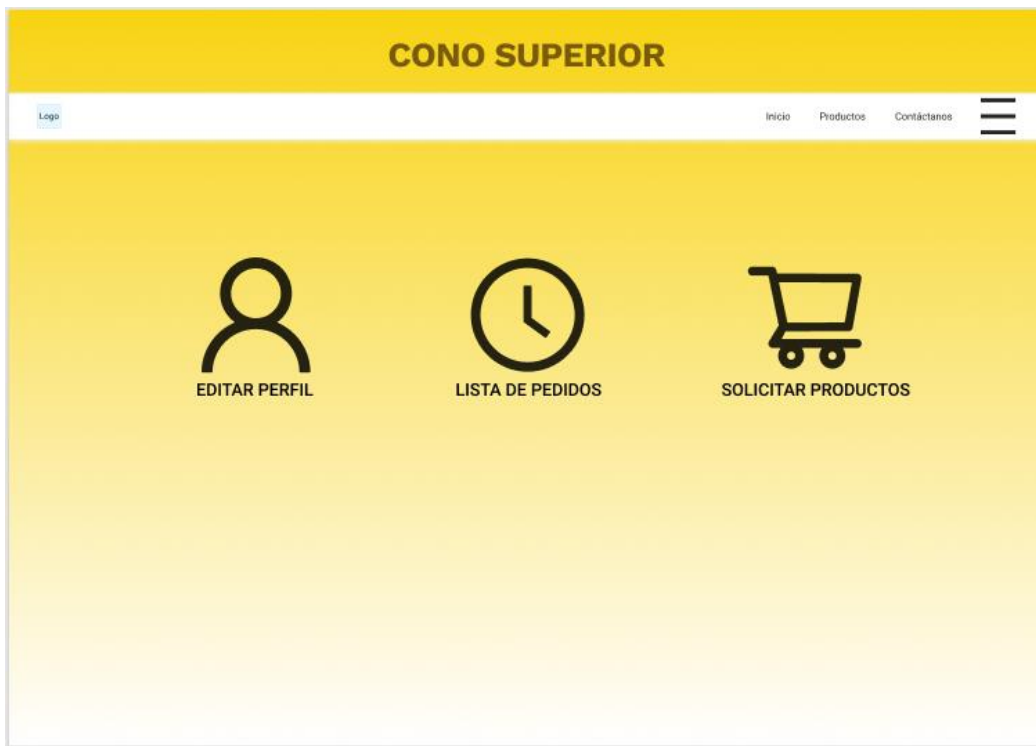 CONO SUPERIOR
Logo
Inicio Productos Contáctanos
EDITAR PERFIL LISTA DE PEDIDOS SOLICITAR PRODUCTOS